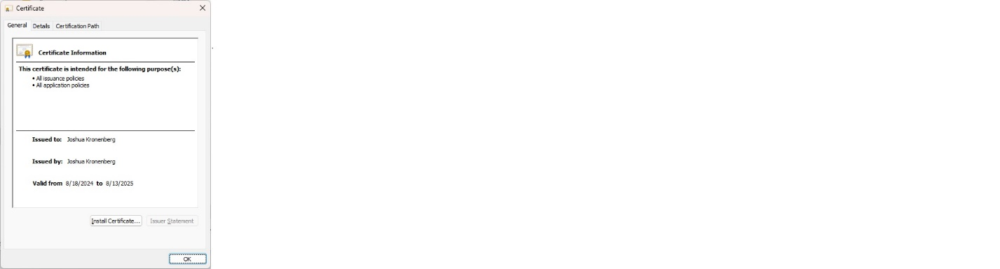 Certificate
General Details Certification Path
Certificate Information
This certificate is intended for the following purpose(s):
• All issuance policies
• All application policies
Issued to: Joshua Kronenberg
Issued by: Joshua Kronenberg
Valid from 8/18/2024 to 8/13/2025
Install Certificate... Issuer Statement
OK